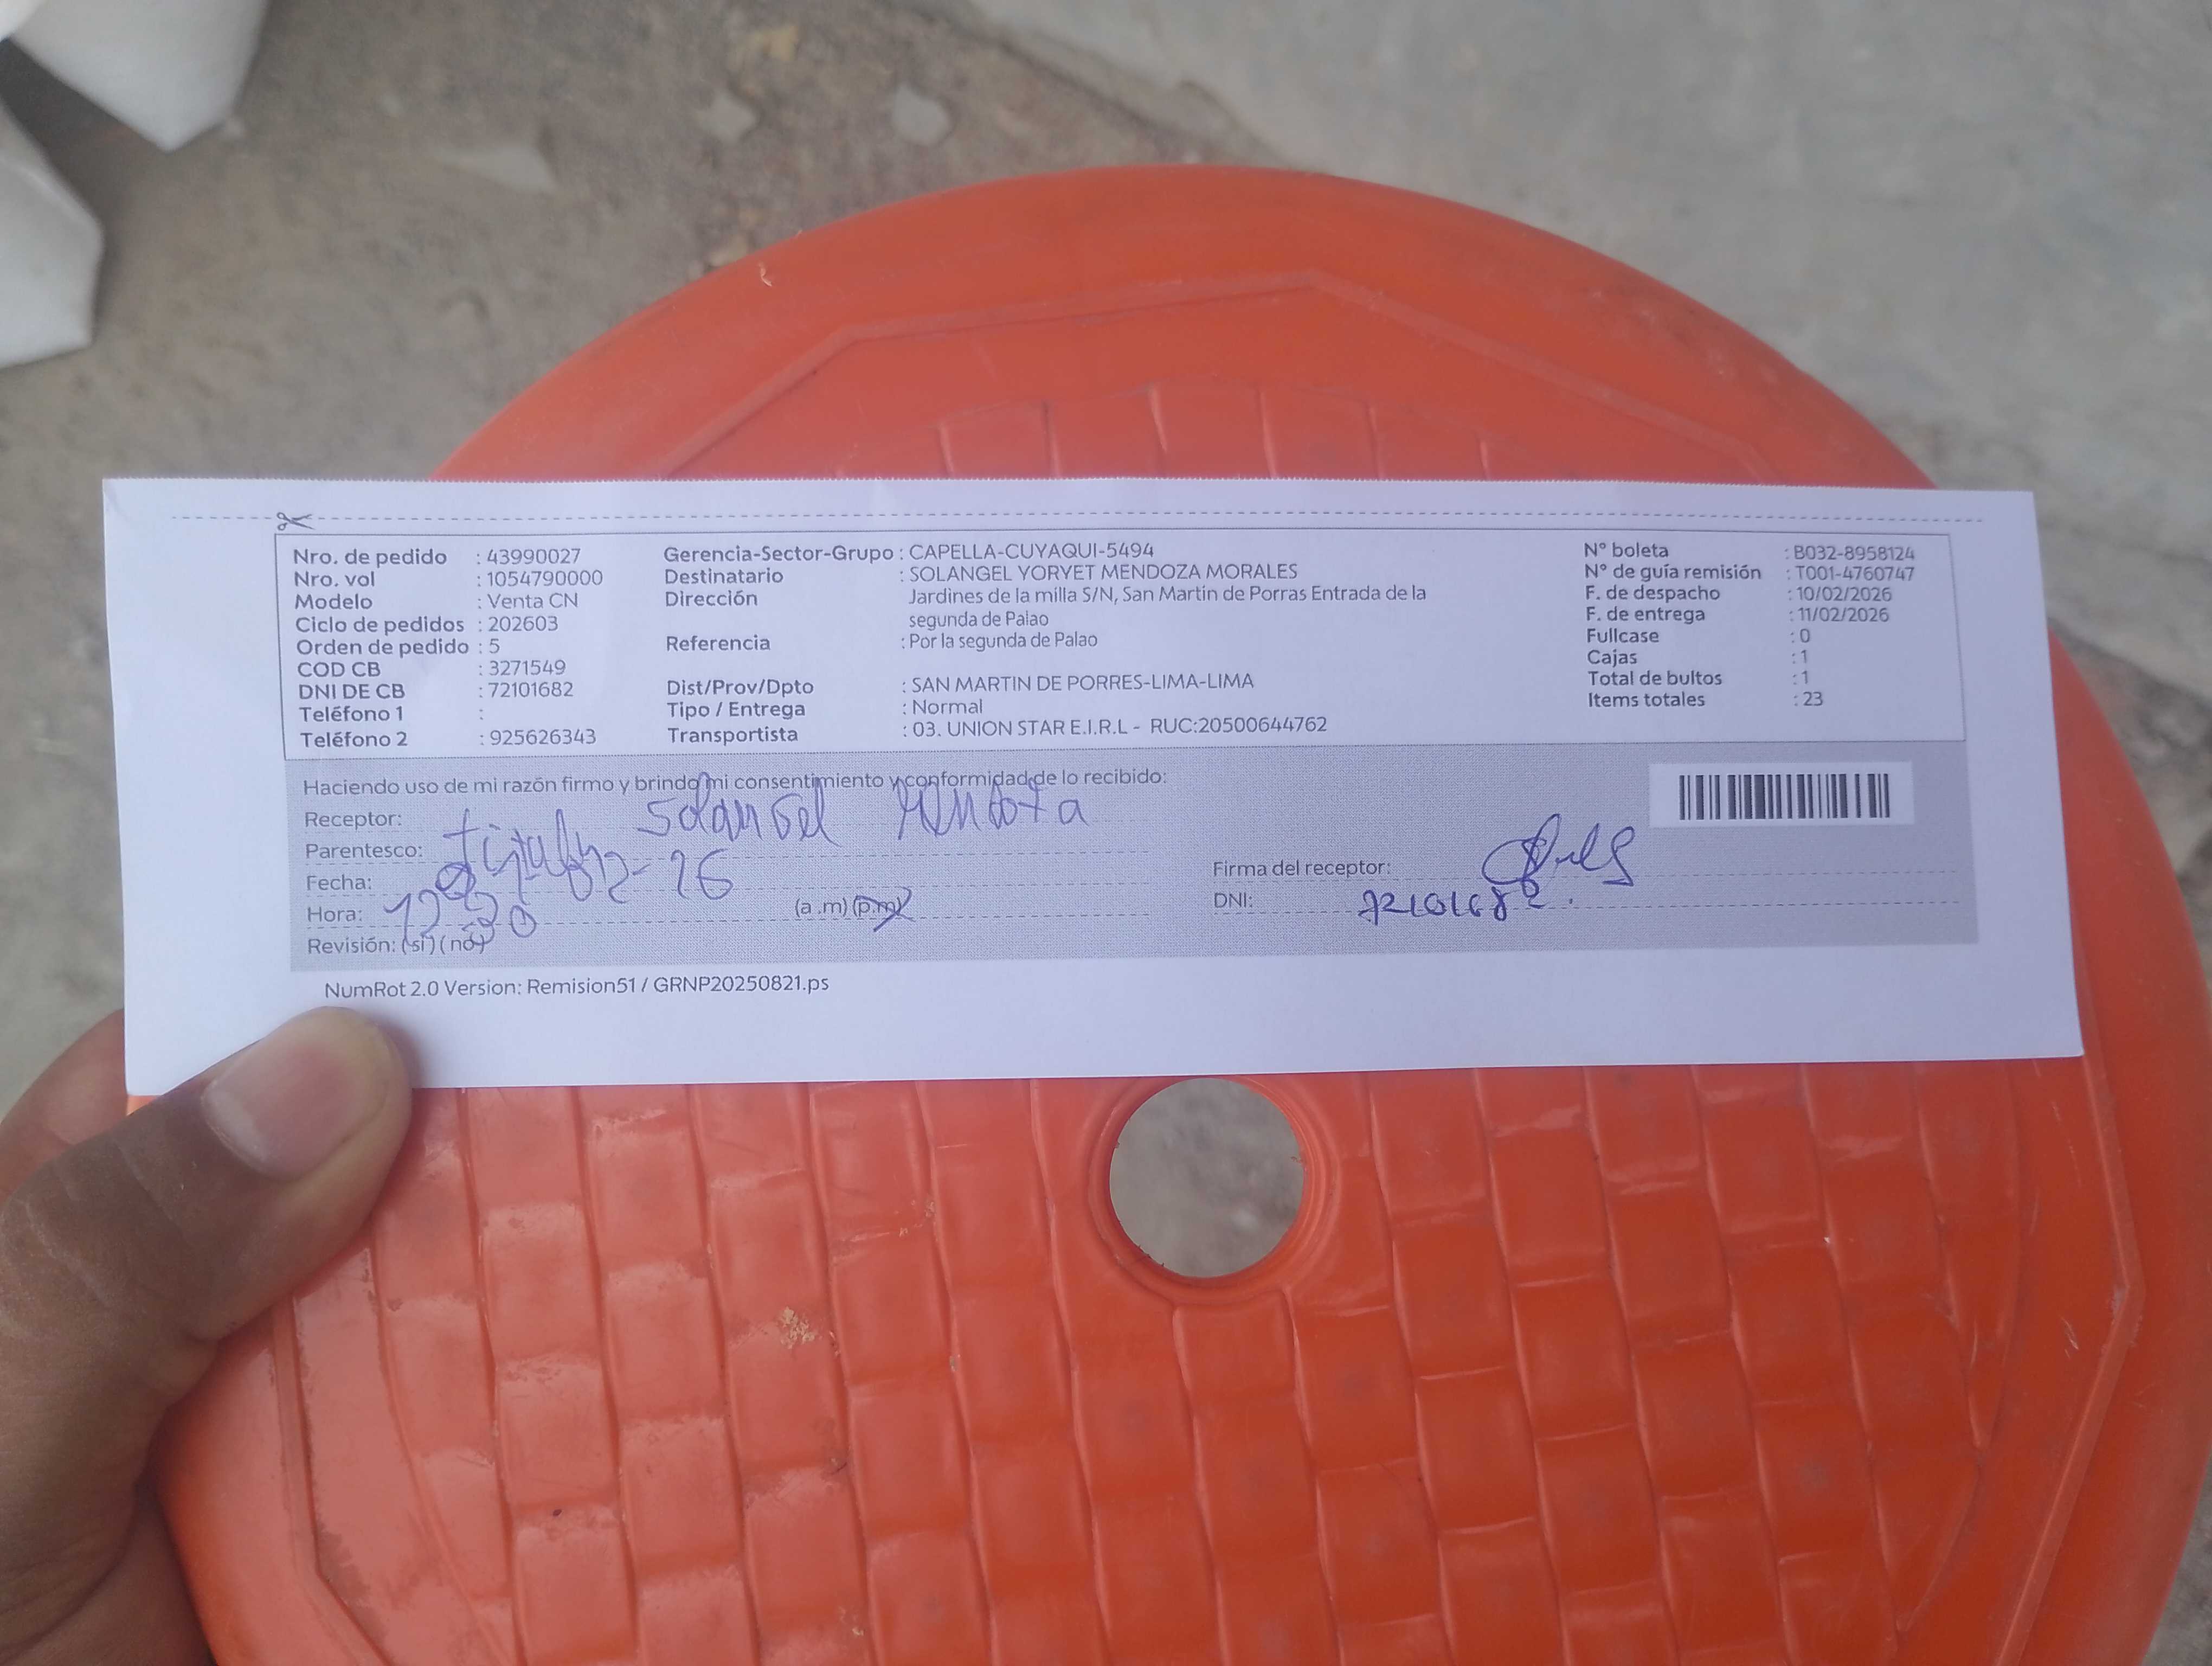 Nro. de pedido : 43990027
Nro. vol : 1054790000
Modelo : Venta CN
Ciclo de pedidos : 202603
Orden de pedido : 5
COD CB : 3271549
DNI DE CB : 72101682
Teléfono 1 :
Teléfono 2 : 925626343
Gerencia-Sector-Grupo : CAPELLA-CUYAQUI-5494
Destinatario : SOLANGEL YORYET MENDOZA MORALES
Dirección Jardines de la milla S/N, San Martin de Porras Entrada de la
segunda de Palao
Referencia : Por la segunda de Palao
Dist/Prov/Dpto : SAN MARTIN DE PORRES-LIMA-LIMA
Tipo / Entrega : Normal
Transportista : 03. UNION STAR E.I.R.L - RUC:20500644762
N° boleta : B032-8958124
N° de guía remisión : T001-4760747
F. de despacho : 10/02/2026
F. de entrega : 11/02/2026
Fullcase : 0
Cajas : 1
Total de bultos : 1
Items totales : 23
Haciendo uso de mi razón firmo y brindo mi consentimiento y conformidad de lo recibido:
Receptor: Solangel Mendoza
Parentesco:
Fecha:
Hora: (a.m) (p.m)
Revisión: (si) (no)
Firma del receptor:
DNI: 72101682.
NumRot 2.0 Version: Remision51 / GRNP20250821.ps